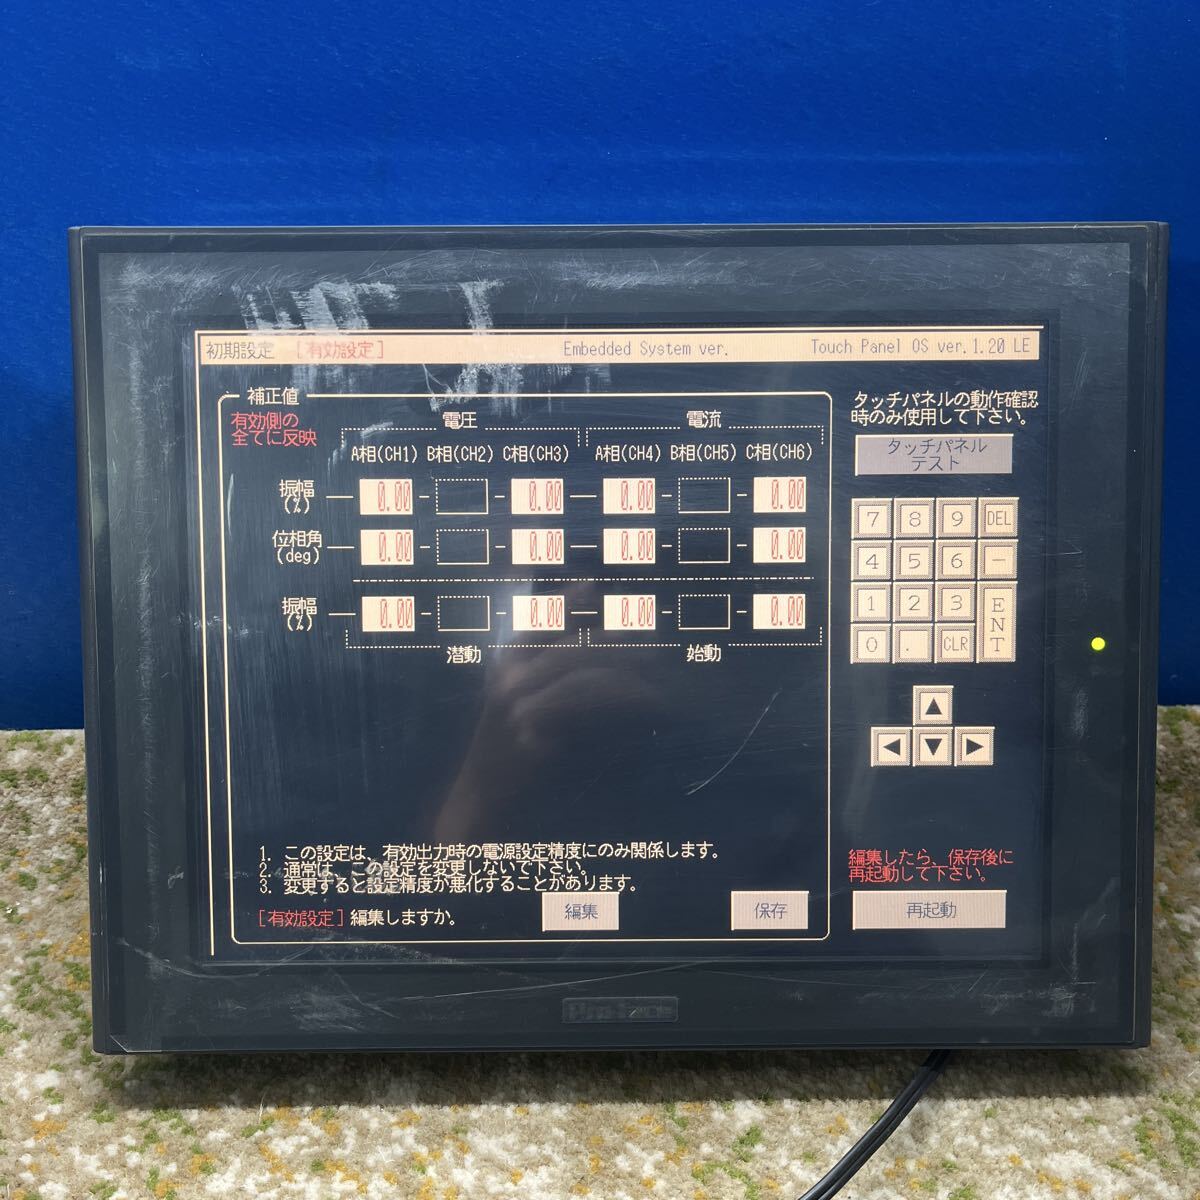 初期設定 [有効設定] Embedded System ver. Touch Panel OS ver.1.20 LE
補正値
有効側の
全てに反映
電圧 電流
A相(CH1) B相(CH2) C相(CH3) A相(CH4) B相(CH5) C相(CH6)
振幅
(%)
0.00 0.00 0.00 0.00
位相角
(deg)
0.00 0.00 0.00 0.00
振幅
(%)
0.00 0.00 0.00 0.00
潜動 始動
1. この設定は、有効出力時の電源設定精度にのみ関係します。
2. 通常は、この設定を変更しないで下さい。
3. 変更すると設定精度が悪化することがあります。
[有効設定] 編集しますか。
編集
保存
タッチパネルの動作確認
時のみ使用して下さい。
タッチパネル
テスト
7 8 9 DEL
4 5 6 －
1 2 3 ENT
0 . CLR
▲
◀ ▼ ▶
編集したら、保存後に
再起動して下さい。
再起動
Pro-face